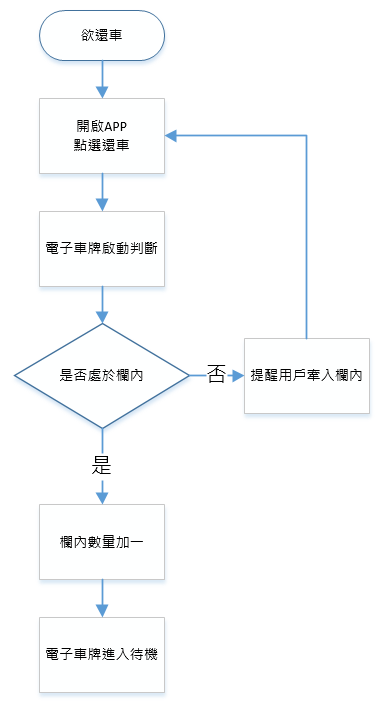 欲還車
開啟APP
點選還車
電子車牌啟動判斷
是否處於欄內
否
提醒用戶牽入欄內
是
欄內數量加一
電子車牌進入待機